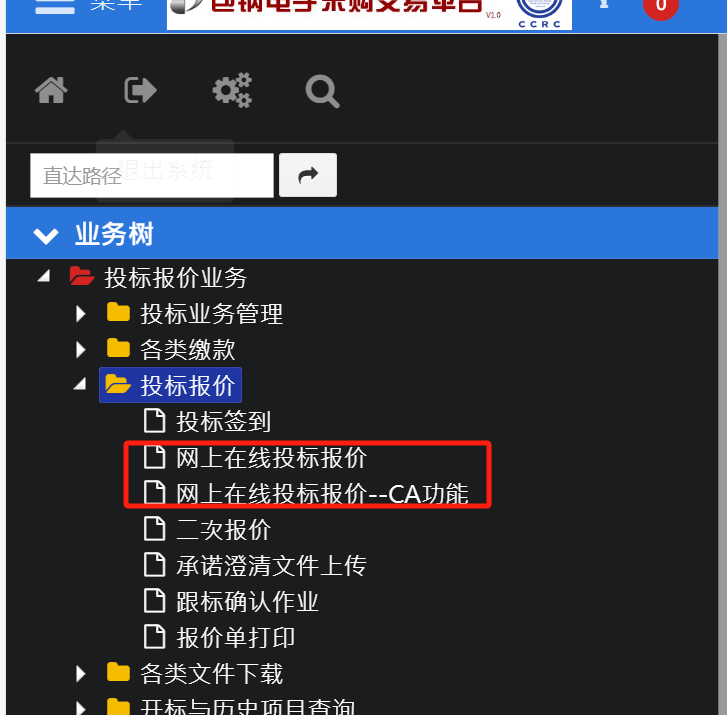 菜单
包钢电子采购交易平台 V1.0
CCRC
0
退出系统
直达路径
业务树
投标报价业务
投标业务管理
各类缴款
投标报价
投标签到
网上在线投标报价
网上在线投标报价--CA功能
二次报价
承诺澄清文件上传
跟标确认作业
报价单打印
各类文件下载
开标与历史项目查询